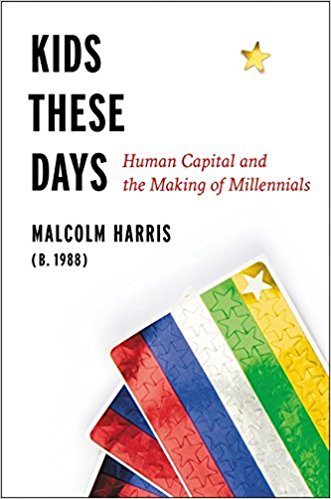 KIDS
THESE
DAYS
Human Capital and
the Making of Millennials
MALCOLM HARRIS
(B. 1988)